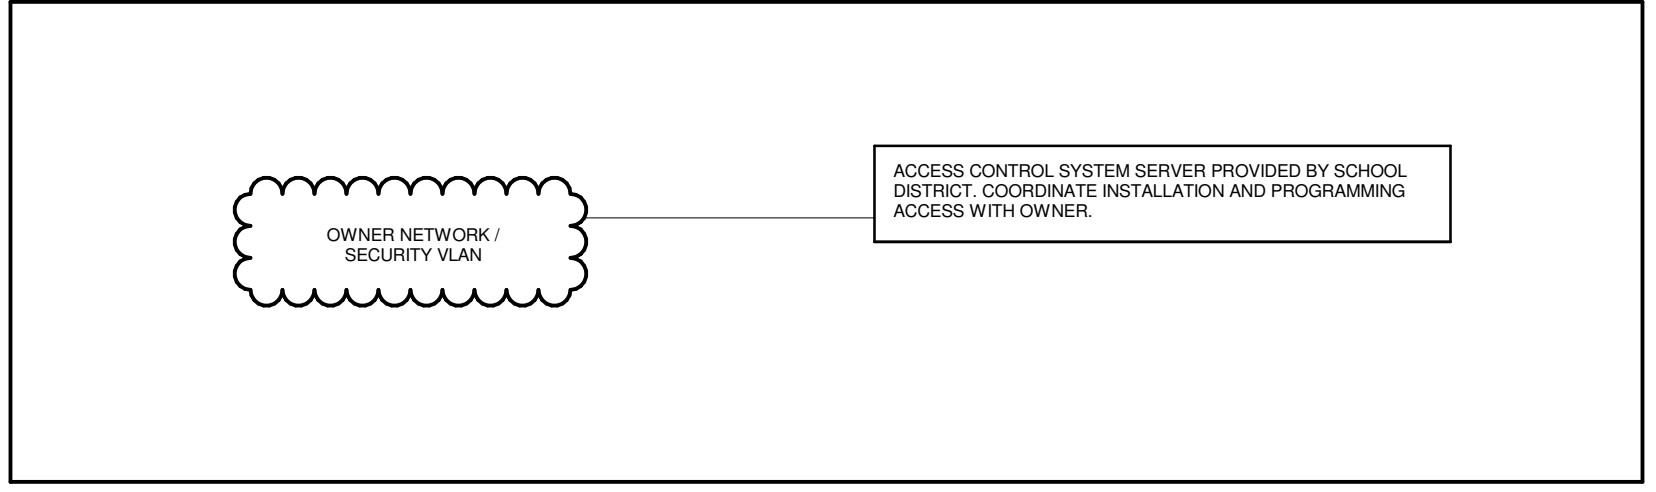 OWNER NETWORK /
SECURITY VLAN
ACCESS CONTROL SYSTEM SERVER PROVIDED BY SCHOOL
DISTRICT. COORDINATE INSTALLATION AND PROGRAMMING
ACCESS WITH OWNER.